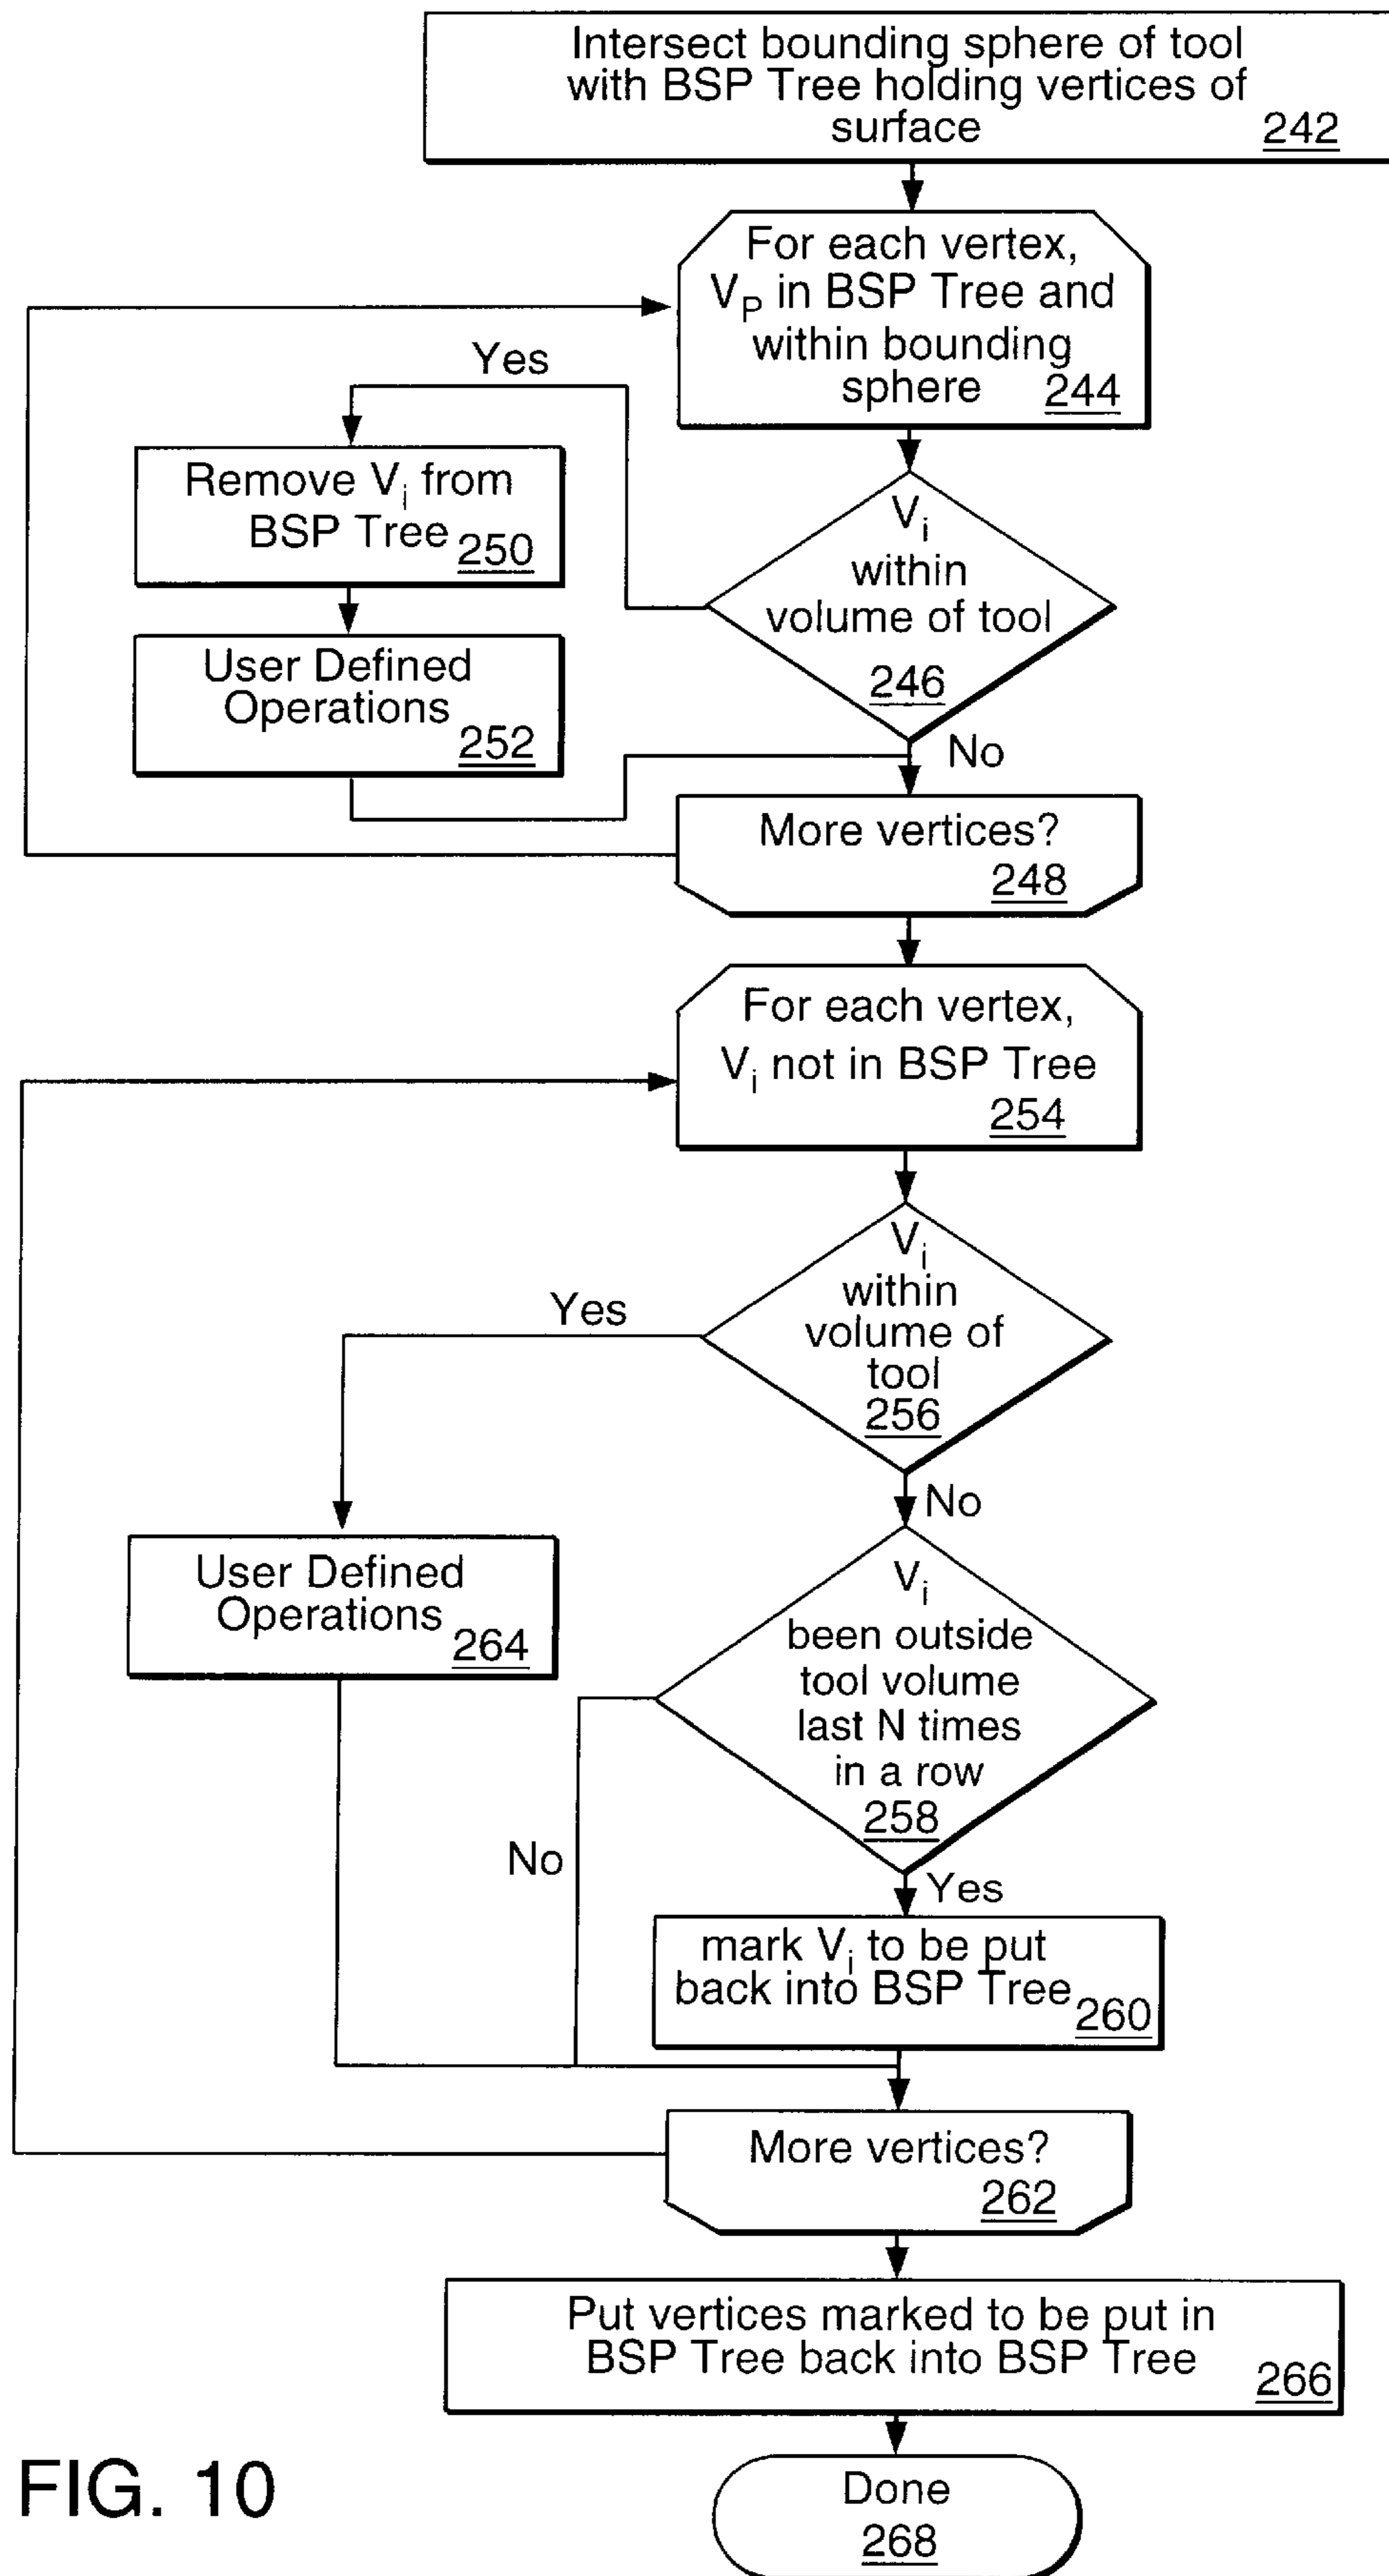 Intersect bounding sphere of tool
with BSP Tree holding vertices of
surface 242
For each vertex,
VP in BSP Tree and
within bounding
sphere 244
Yes
Remove Vi from
BSP Tree 250
Vi
within
volume of tool
246
User Defined
Operations
252
No
More vertices?
248
For each vertex,
Vi not in BSP Tree
254
Vi
within
volume of
tool
256
Yes
No
User Defined
Operations
264
Vi
been outside
tool volume
last N times
in a row
258
No
Yes
mark Vi to be put
back into BSP Tree 260
More vertices?
262
Put vertices marked to be put in
BSP Tree back into BSP Tree 266
Done
268
FIG. 10